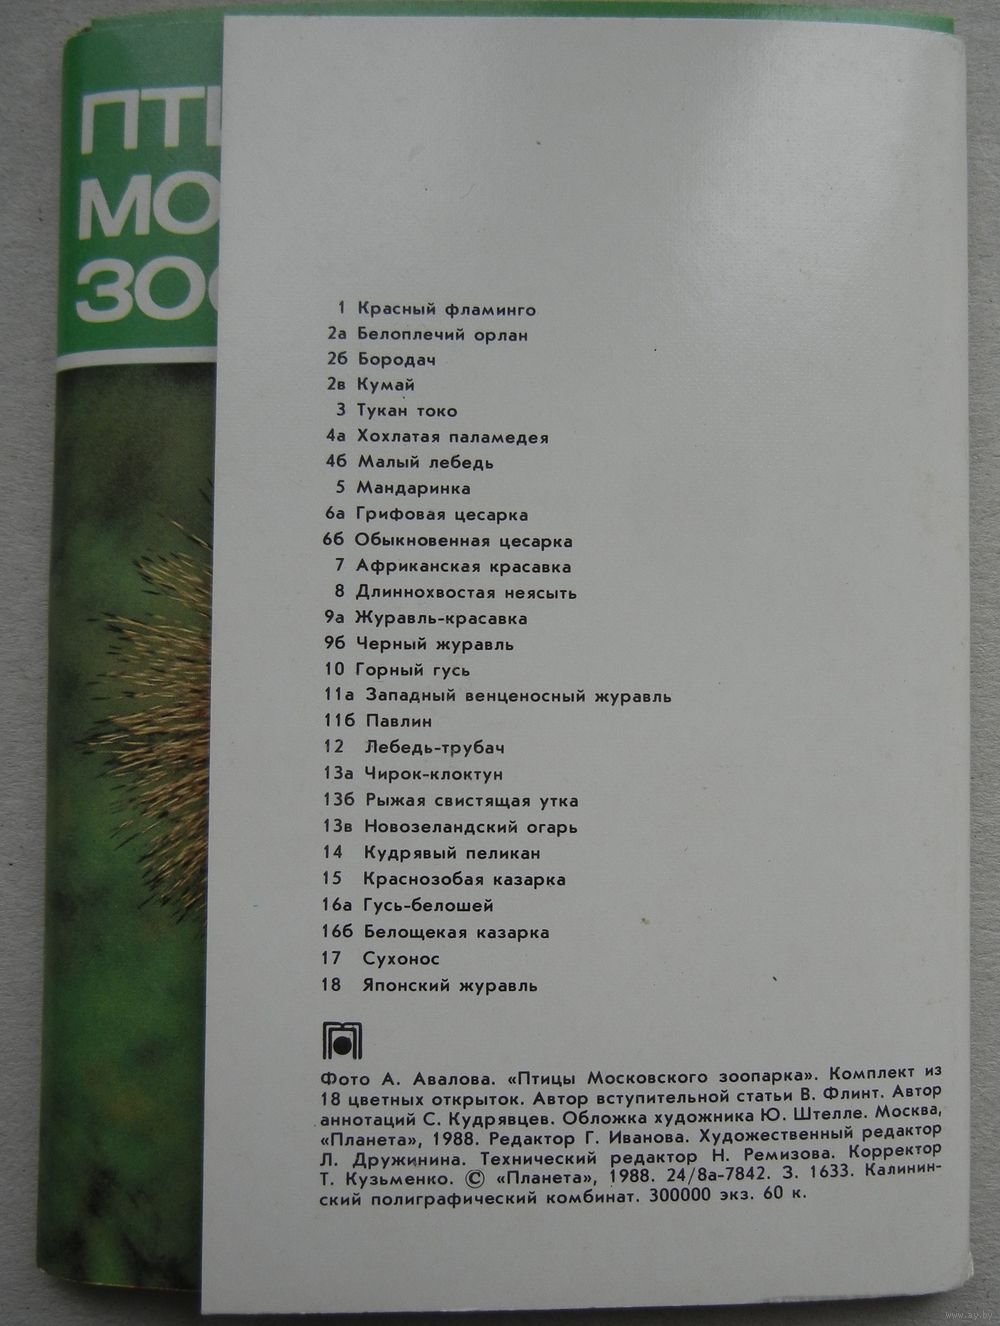 ПТ
МО
ЗОО
1 Красный фламинго
2а Белоплечий орлан
2б Бородач
2в Кумай
3 Тукан токо
4а Хохлатая паламедея
4б Малый лебедь
5 Мандаринка
6а Грифовая цесарка
6б Обыкновенная цесарка
7 Африканская красавка
8 Длиннохвостая неясыть
9а Журавль-красавка
9б Черный журавль
10 Горный гусь
11а Западный венценосный журавль
11б Павлин
12 Лебедь-трубач
13а Чирок-клоктун
13б Рыжая свистящая утка
13в Новозеландский огарь
14 Кудрявый пеликан
15 Краснозобая казарка
16а Гусь-белошей
16б Белощекая казарка
17 Сухонос
18 Японский журавль
Фото А. Авалова. «Птицы Московского зоопарка». Комплект из
18 цветных открыток. Автор вступительной статьи В. Флинт. Автор
аннотаций С. Кудрявцев. Обложка художника Ю. Штелле. Москва,
«Планета», 1988. Редактор Г. Иванова. Художественный редактор
Л. Дружинина. Технический редактор Н. Ремизова. Корректор
Т. Кузьменко. © «Планета», 1988. 24/8а-7842. З. 1633. Калинин-
ский полиграфический комбинат. 300000 экз. 60 к.
www.ay.by